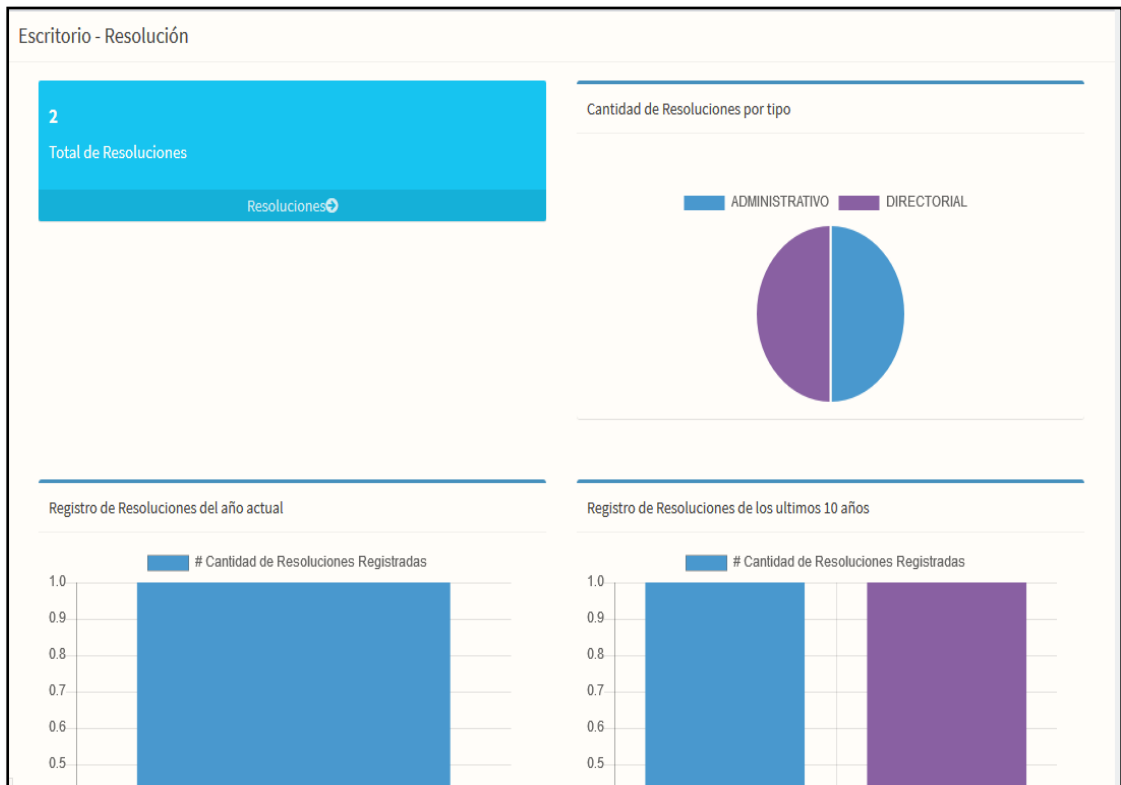 Escritorio - Resolución
2
Total de Resoluciones
Resoluciones
Cantidad de Resoluciones por tipo
ADMINISTRATIVO DIRECTORIAL
Registro de Resoluciones del año actual
# Cantidad de Resoluciones Registradas
1.0
0.9
0.8
0.7
0.6
0.5
Registro de Resoluciones de los ultimos 10 años
# Cantidad de Resoluciones Registradas
1.0
0.9
0.8
0.7
0.6
0.5